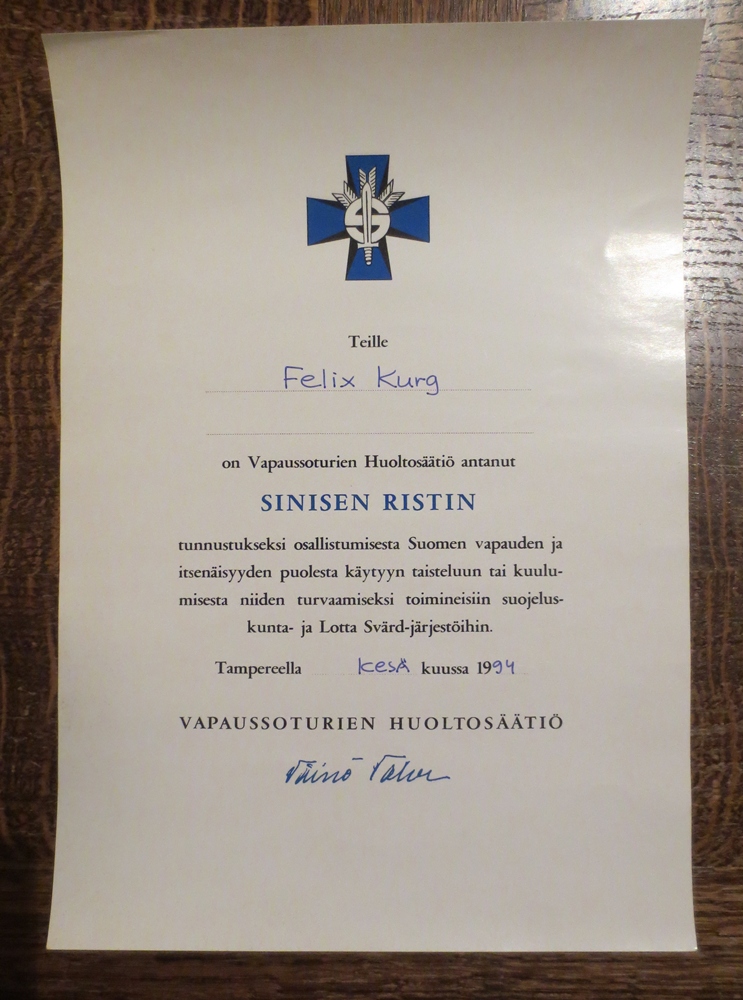 Teille
Felix Kurg
on Vapaussoturien Huoltosäätiö antanut
SINISEN RISTIN
tunnustukseksi osallistumisesta Suomen vapauden ja
itsenäisyyden puolesta käytyyn taisteluun tai kuulu-
misesta niiden turvaamiseksi toimineisiin suojelus-
kunta- ja Lotta Svärd-järjestöihin.
Tampereella kesä kuussa 1994
VAPAUSSOTURIEN HUOLTOSÄÄTIÖ
Väinö